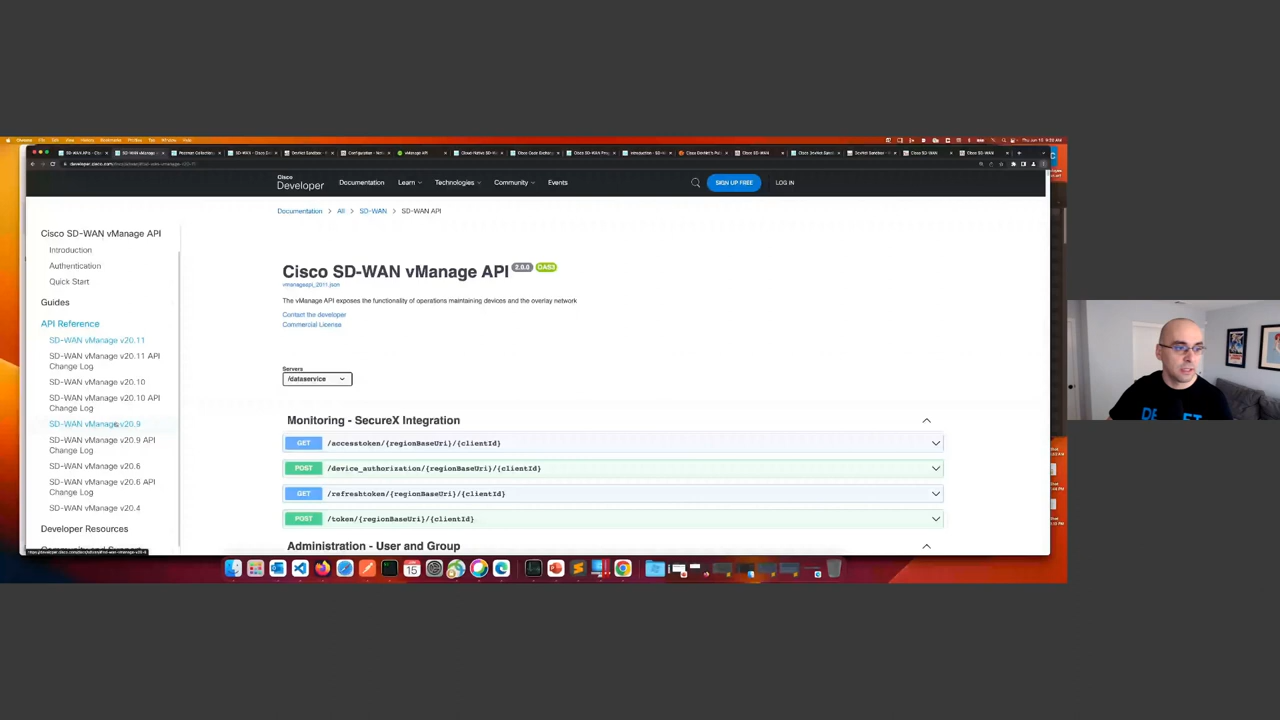 Cisco
Developer
Documentation
Learn
Technologies
Community
Events
SIGN UP FREE
LOG IN
Documentation > All > SD-WAN > SD-WAN API
Cisco SD-WAN vManage API
Introduction
Authentication
Quick Start
Guides
API Reference
SD-WAN vManage v20.11
SD-WAN vManage v20.11 API
Change Log
SD-WAN vManage v20.10
SD-WAN vManage v20.10 API
Change Log
SD-WAN vManage v20.9
SD-WAN vManage v20.9 API
Change Log
SD-WAN vManage v20.6
SD-WAN vManage v20.6 API
Change Log
SD-WAN vManage v20.4
Developer Resources
Cisco SD-WAN vManage API 2.0.0 OAS3
vmanageapi_2011.json
The vManage API exposes the functionality of operations maintaining devices and the overlay network
Contact the developer
Commercial License
Servers
/dataservice
Monitoring - SecureX Integration
GET /accesstoken/{regionBaseUri}/{clientId}
POST /device_authorization/{regionBaseUri}/{clientId}
GET /refreshtoken/{regionBaseUri}/{clientId}
POST /token/{regionBaseUri}/{clientId}
Administration - User and Group